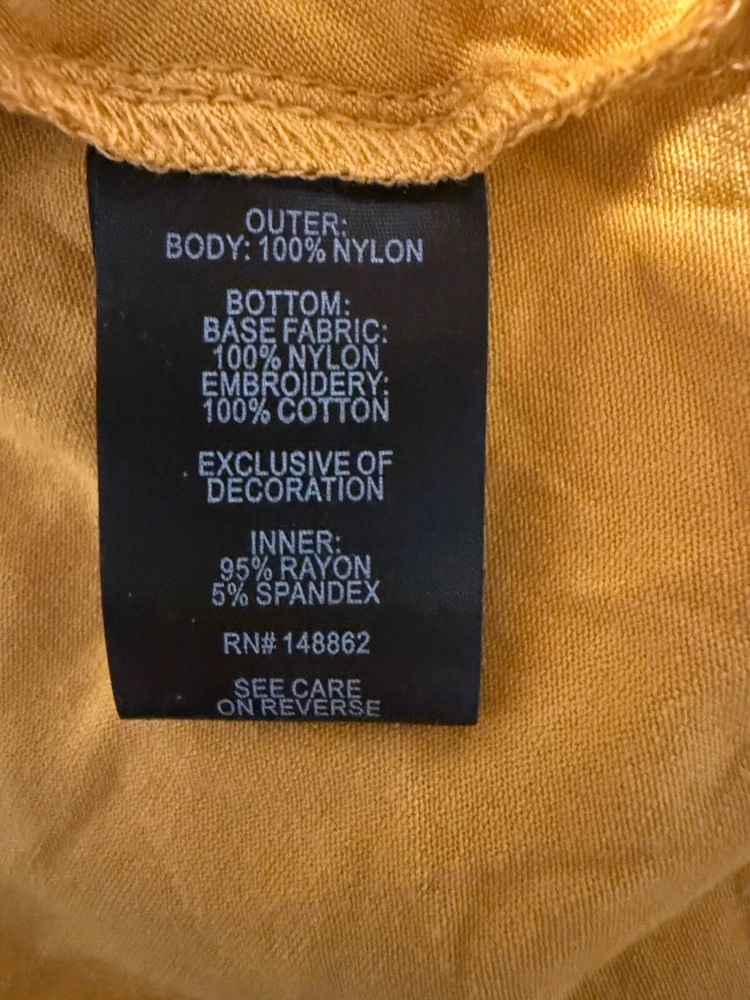 OUTER:
BODY: 100% NYLON
BOTTOM:
BASE FABRIC:
100% NYLON
EMBROIDERY:
100% COTTON
EXCLUSIVE OF
DECORATION
INNER:
95% RAYON
5% SPANDEX
RN# 148862
SEE CARE
ON REVERSE